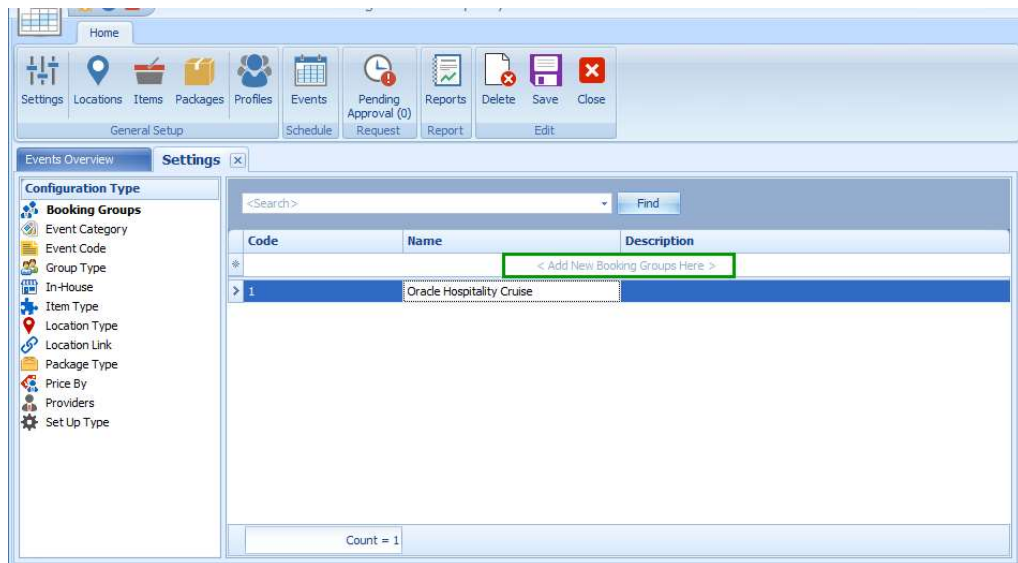 Home
Settings Locations Items Packages Profiles Events Pending Approval (0) Reports Delete Save Close
General Setup Schedule Request Report Edit
Events Overview Settings
Configuration Type
Booking Groups
Event Category
Event Code
Group Type
In-House
Item Type
Location Type
Location Link
Package Type
Price By
Providers
Set Up Type
<Search> Find
Code Name Description
< Add New Booking Groups Here >
1 Oracle Hospitality Cruise
Count = 1